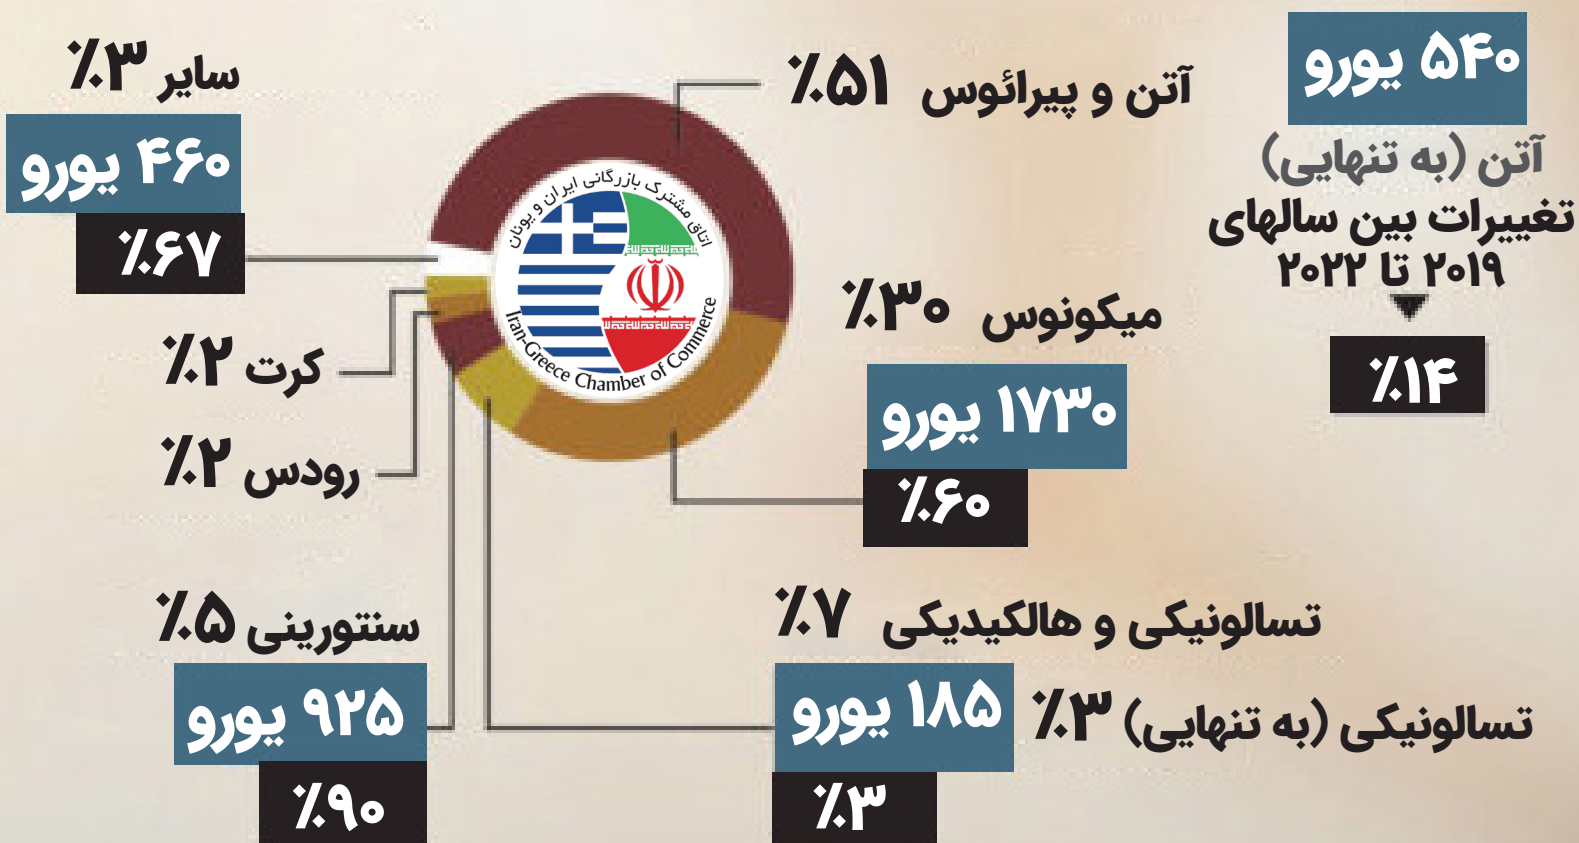 ۵۴۰ یورو
آتن (به تنهایی)
تغییرات بین سالهای
۲۰۱۹ تا ۲۰۲۲
٪۱۴
آتن و پیرائوس ٪۵۱
میکونوس ٪۳۰
۱۷۳۰ یورو
٪۶۰
تسالونیکی و هالکیدیکی ٪۷
تسالونیکی (به تنهایی) ٪۳
۱۸۵ یورو
٪۳
سایر ٪۳
۴۶۰ یورو
٪۶۷
کرت ٪۲
رودس ٪۲
سنتورینی ٪۵
۹۲۵ یورو
٪۹۰
اتاق مشترک بازرگانی ایران و یونان
Iran-Greece Chamber of Commerce